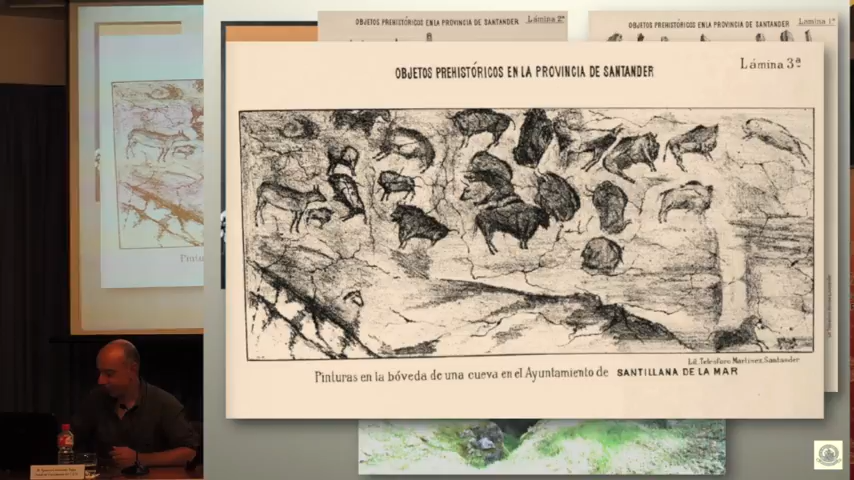 OBJETOS PREHISTÓRICOS EN LA PROVINCIA DE SANTANDER Lámina 2ª
OBJETOS PREHISTÓRICOS EN LA PROVINCIA DE SANTANDER Lamina 1ª
OBJETOS PREHISTÓRICOS EN LA PROVINCIA DE SANTANDER
Lámina 3ª
Lit. Telesforo Martínez, Santander
Pinturas en la bóveda de una cueva en el Ayuntamiento de SANTILLANA DE LA MAR